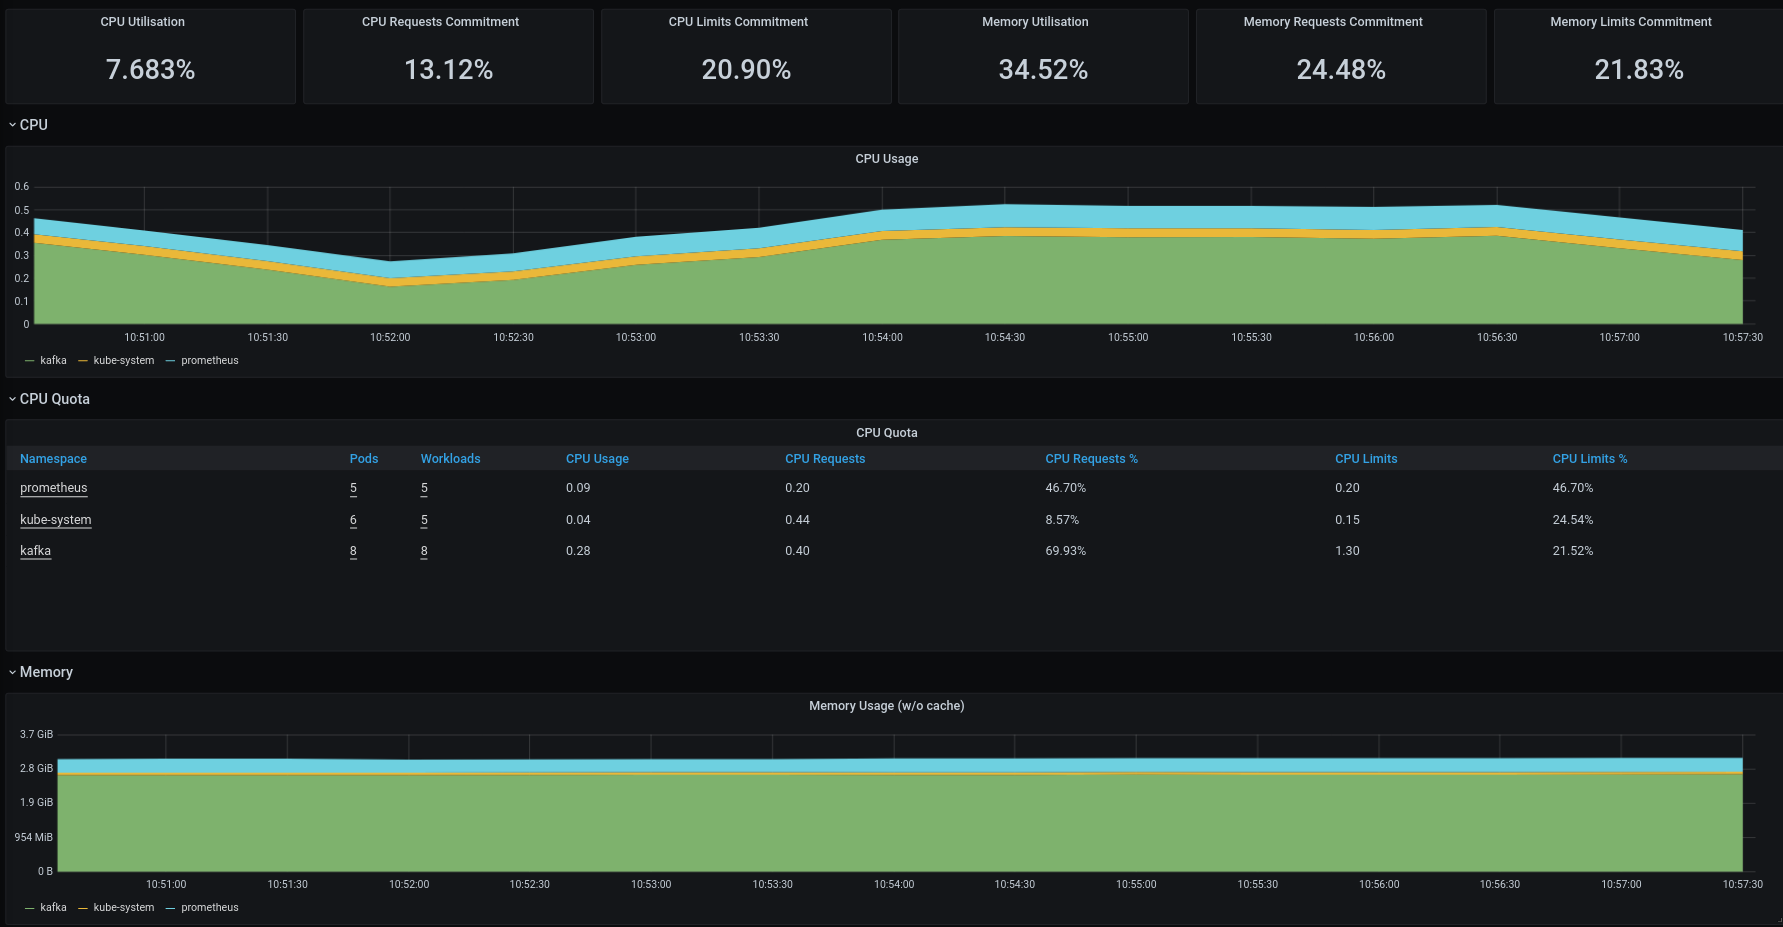 CPU Utilisation CPU Requests Commitment CPU Limits Commitment Memory Utilisation Memory Requests Commitment Memory Limits Commitment
7.683% 13.12% 20.90% 34.52% 24.48% 21.83%
CPU
CPU Usage
0.6
0.5
0.4
0.3
0.2
0.1
0
10:51:00 10:51:30 10:52:00 10:52:30 10:53:00 10:53:30 10:54:00 10:54:30 10:55:00 10:55:30 10:56:00 10:56:30 10:57:00 10:57:30
kafka kube-system prometheus
CPU Quota
CPU Quota
Namespace Pods Workloads CPU Usage CPU Requests CPU Requests % CPU Limits CPU Limits %
prometheus 5 5 0.09 0.20 46.70% 0.20 46.70%
kube-system 6 5 0.04 0.44 8.57% 0.15 24.54%
kafka 8 8 0.28 0.40 69.93% 1.30 21.52%
Memory
Memory Usage (w/o cache)
3.7 GiB
2.8 GiB
1.9 GiB
954 MiB
0 B
10:51:00 10:51:30 10:52:00 10:52:30 10:53:00 10:53:30 10:54:00 10:54:30 10:55:00 10:55:30 10:56:00 10:56:30 10:57:00 10:57:30
kafka kube-system prometheus